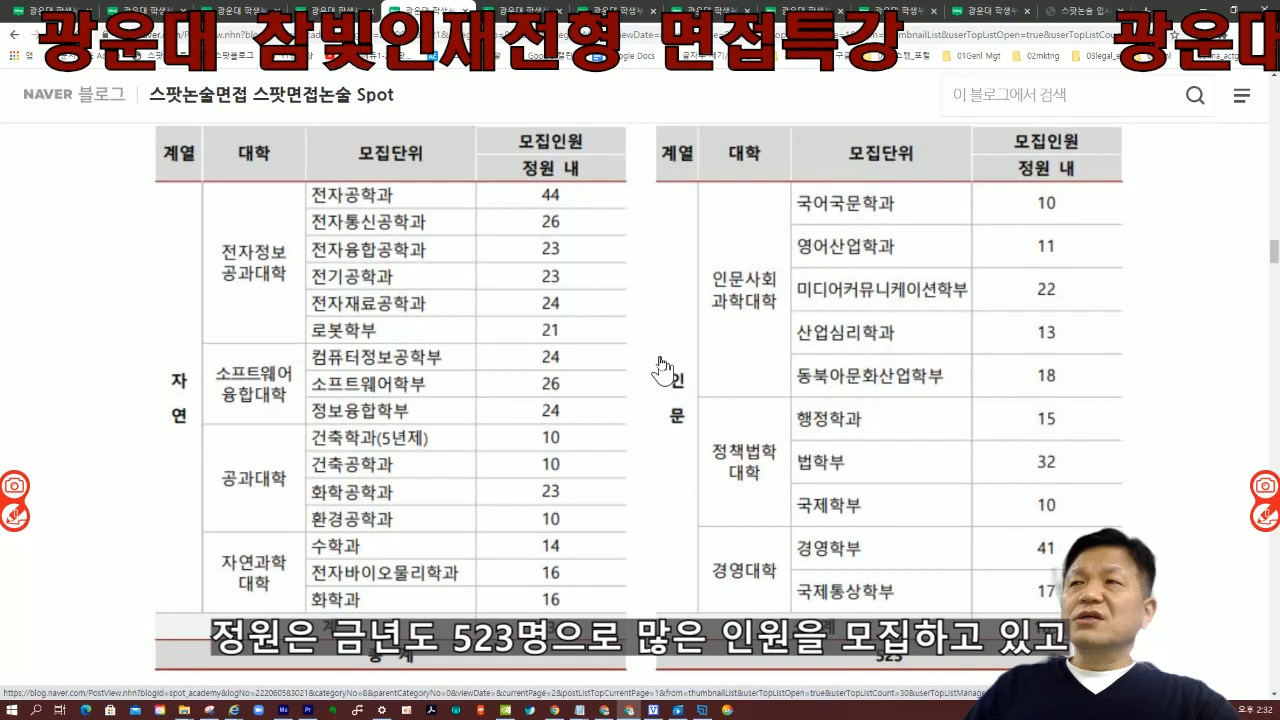 광운대 참빛인재전형 면접특강 광운대
NAVER 블로그 스팟논술면접 스팟면접논술 Spot
이 블로그에서 검색
계열 대학 모집단위 모집인원
정원 내
자연
전자정보
공과대학
전자공학과 44
전자통신공학과 26
전자융합공학과 23
전기공학과 23
전자재료공학과 24
로봇학부 21
소프트웨어
융합대학
컴퓨터정보공학부 24
소프트웨어학부 26
정보융합학부 24
공과대학
건축학과(5년제) 10
건축공학과 10
화학공학과 23
환경공학과 10
자연과학
대학
수학과 14
전자바이오물리학과 16
화학과 16
계열 대학 모집단위 모집인원
정원 내
인문
인문사회
과학대학
국어국문학과 10
영어산업학과 11
미디어커뮤니케이션학부 22
산업심리학과 13
동북아문화산업학부 18
정책법학
대학
행정학과 15
법학부 32
국제학부 10
경영대학
경영학부 41
국제통상학부 17
정원은 금년도 523명으로 많은 인원을 모집하고 있고
총 계 523
오후 2:32